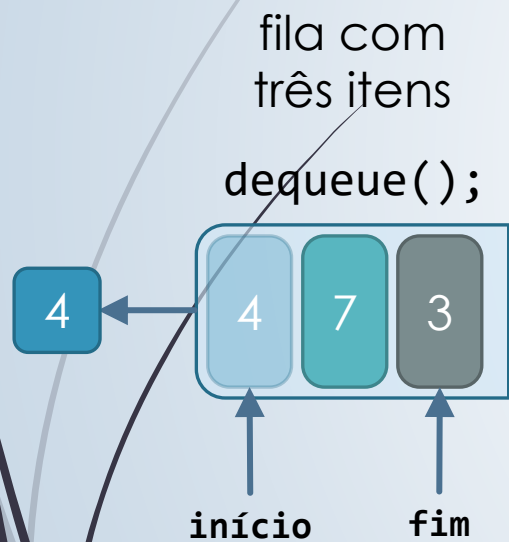 fila com
três itens
dequeue();
4 4 7 3
início fim